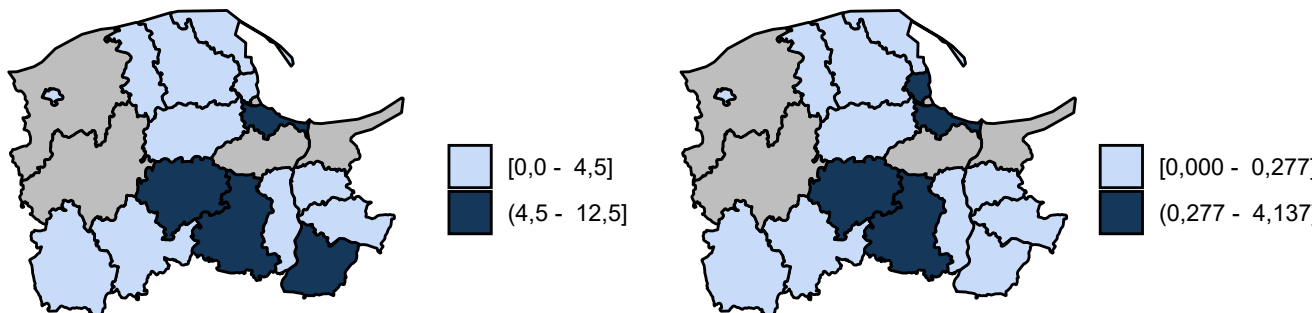 [0,0 -  4,5]
(4,5 -  12,5]
[0,000 -  0,277]
(0,277 -  4,137]